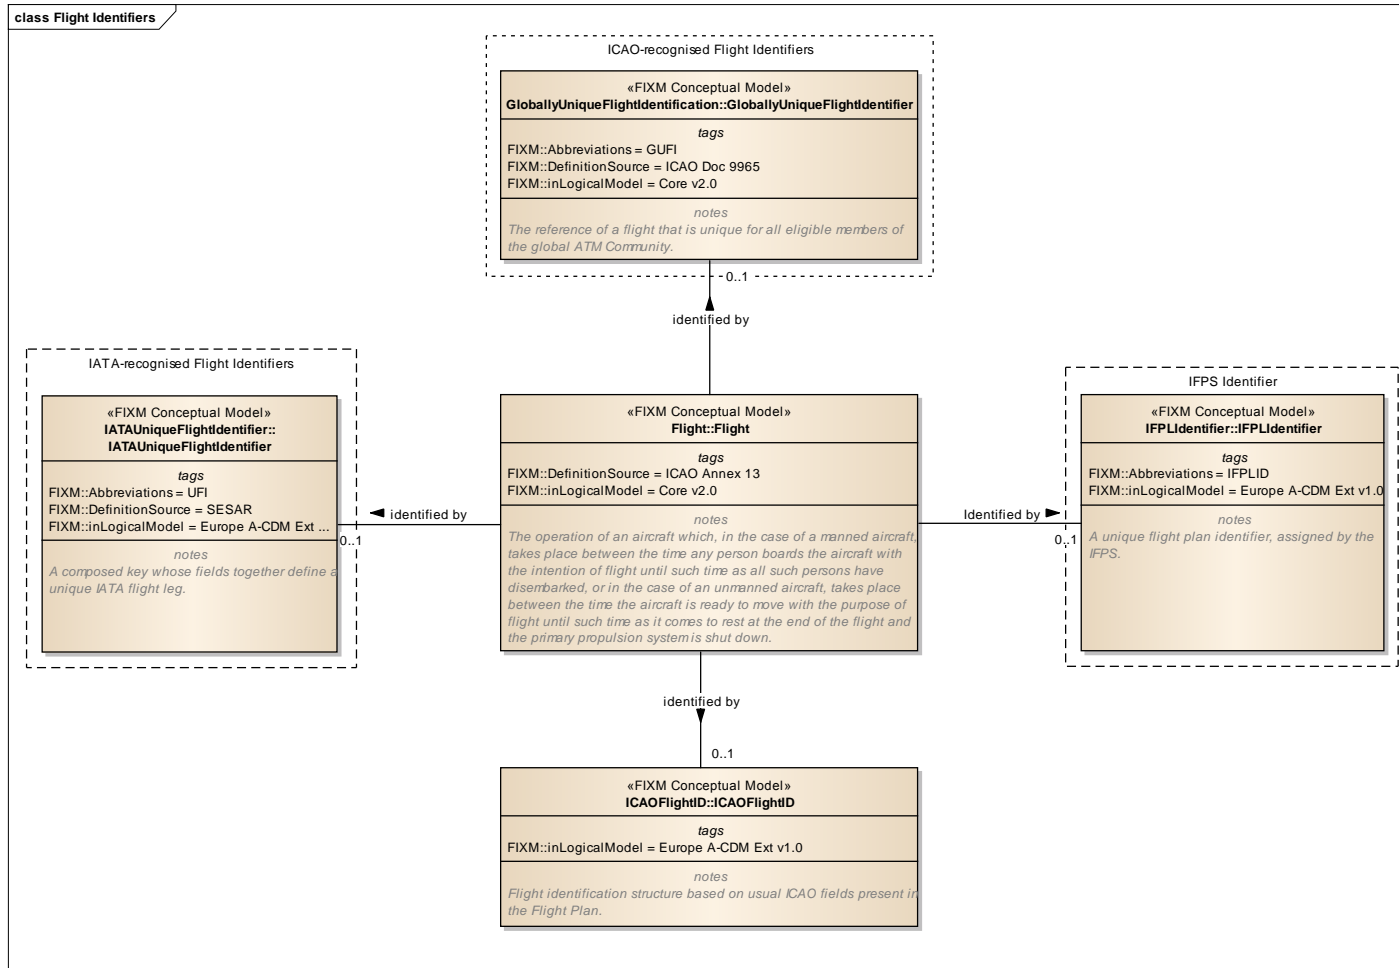 class Flight Identifiers
ICAO-recognised Flight Identifiers
«FIXM Conceptual Model»
GloballyUniqueFlightIdentification::GloballyUniqueFlightIdentifier
tags
FIXM::Abbreviations = GUFI
FIXM::DefinitionSource = ICAO Doc 9965
FIXM::inLogicalModel = Core v2.0
notes
The reference of a flight that is unique for all eligible members of
the global ATM Community.
0..1
identified by
IATA-recognised Flight Identifiers
«FIXM Conceptual Model»
IATAUniqueFlightIdentifier::
IATAUniqueFlightIdentifier
tags
FIXM::Abbreviations = UFI
FIXM::DefinitionSource = SESAR
FIXM::inLogicalModel = Europe A-CDM Ext ...
notes
A composed key whose fields together define a
unique IATA flight leg.
identified by
0..1
«FIXM Conceptual Model»
Flight::Flight
tags
FIXM::DefinitionSource = ICAO Annex 13
FIXM::inLogicalModel = Core v2.0
notes
The operation of an aircraft which, in the case of a manned aircraft,
takes place between the time any person boards the aircraft with
the intention of flight until such time as all such persons have
disembarked, or in the case of an unmanned aircraft, takes place
between the time the aircraft is ready to move with the purpose of
flight until such time as it comes to rest at the end of the flight and
the primary propulsion system is shut down.
Identified by
0..1
IFPS Identifier
«FIXM Conceptual Model»
IFPLIdentifier::IFPLIdentifier
tags
FIXM::Abbreviations = IFPLID
FIXM::inLogicalModel = Europe A-CDM Ext v1.0
notes
A unique flight plan identifier, assigned by the
IFPS.
identified by
0..1
«FIXM Conceptual Model»
ICAOFlightID::ICAOFlightID
tags
FIXM::inLogicalModel = Europe A-CDM Ext v1.0
notes
Flight identification structure based on usual ICAO fields present in
the Flight Plan.